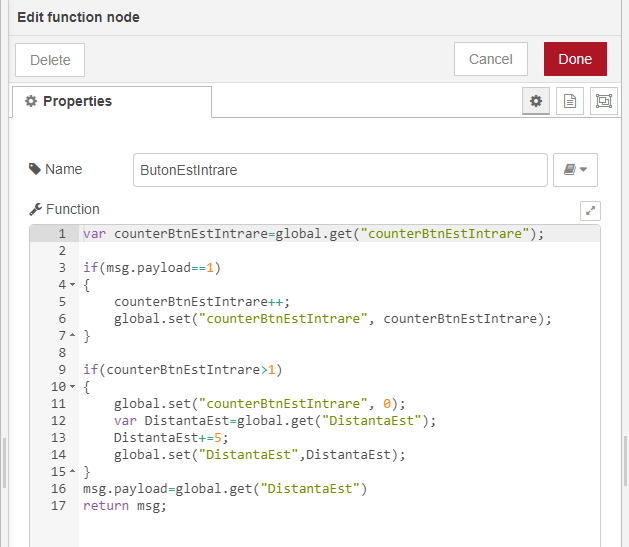 Edit function node
Delete
Cancel
Done
Properties
Name
ButonEstIntrare
Function
1 var counterBtnEstIntrare=global.get("counterBtnEstIntrare");
2
3 if(msg.payload==1)
4 {
5     counterBtnEstIntrare++;
6     global.set("counterBtnEstIntrare", counterBtnEstIntrare);
7 }
8
9 if(counterBtnEstIntrare>1)
10 {
11     global.set("counterBtnEstIntrare", 0);
12     var DistantaEst=global.get("DistantaEst");
13     DistantaEst+=5;
14     global.set("DistantaEst",DistantaEst);
15 }
16 msg.payload=global.get("DistantaEst")
17 return msg;